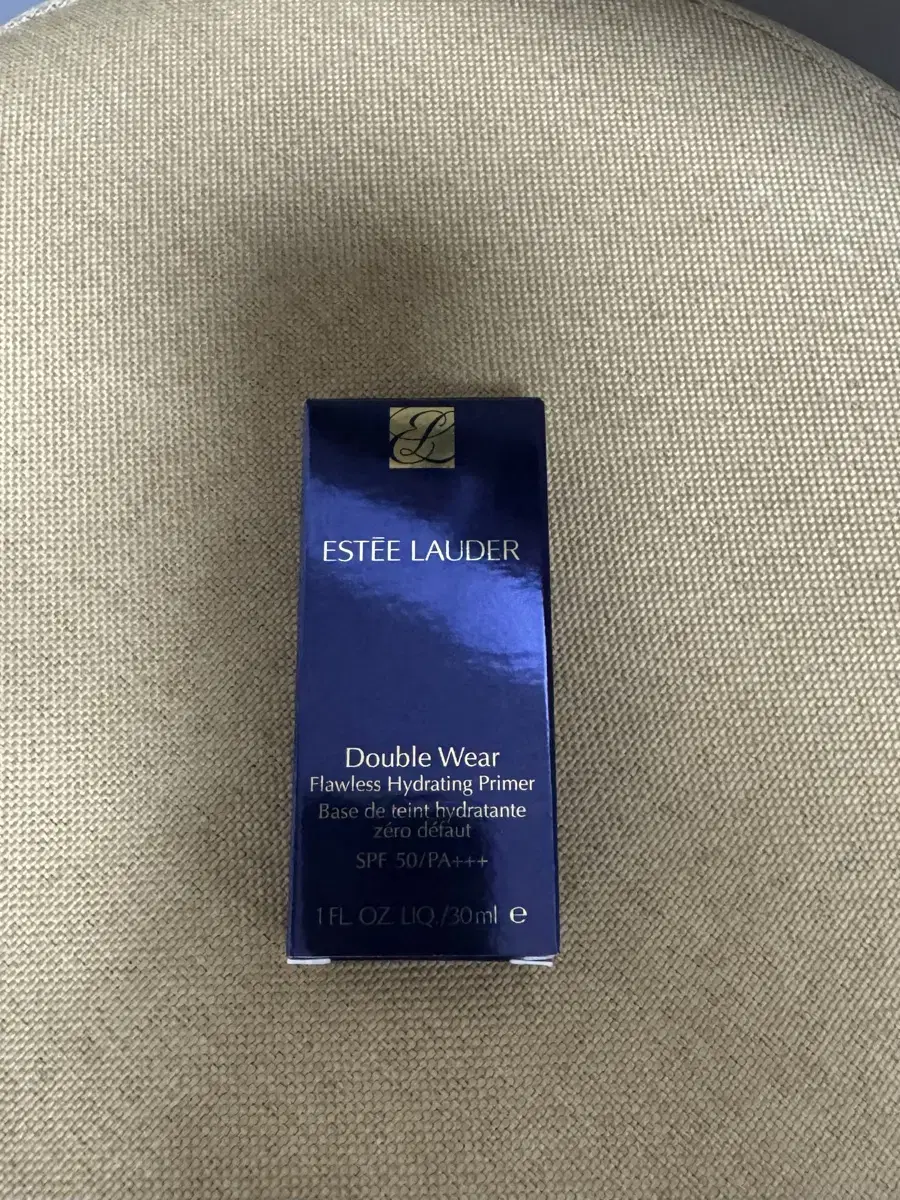 EL
ESTĒE LAUDER
Double Wear
Flawless Hydrating Primer
Base de teint hydratante
zéro défaut
SPF 50/PA+++
1 FL. OZ. LIQ./30ml e